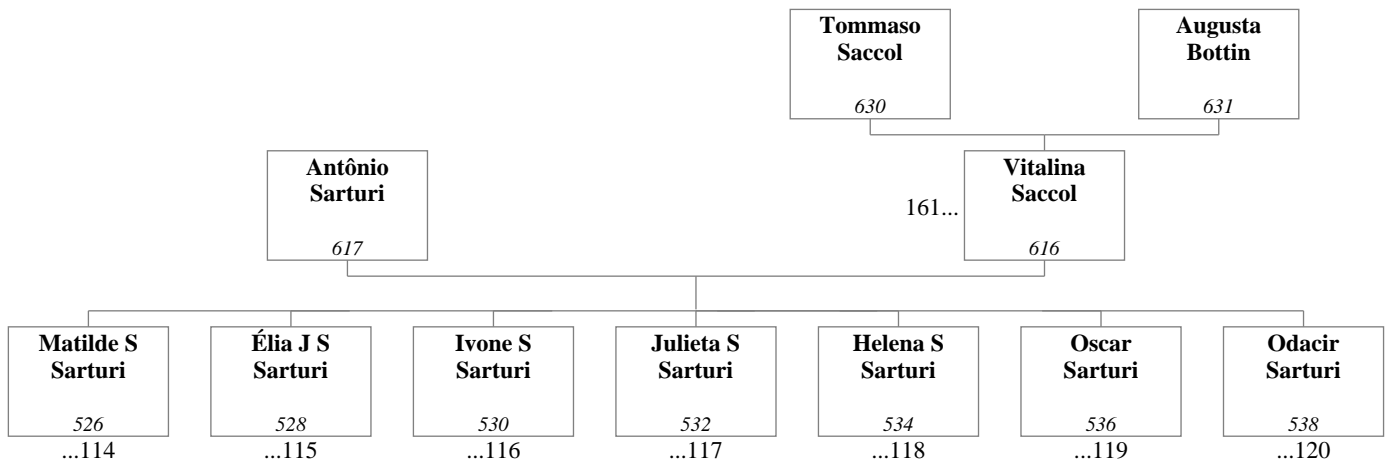 Tommaso
Saccol
630
Augusta
Bottin
631
Antônio
Sarturi
617
161...
Vitalina
Saccol
616
Matilde S
Sarturi
526
...114
Élia J S
Sarturi
528
...115
Ivone S
Sarturi
530
...116
Julieta S
Sarturi
532
...117
Helena S
Sarturi
534
...118
Oscar
Sarturi
536
...119
Odacir
Sarturi
538
...120